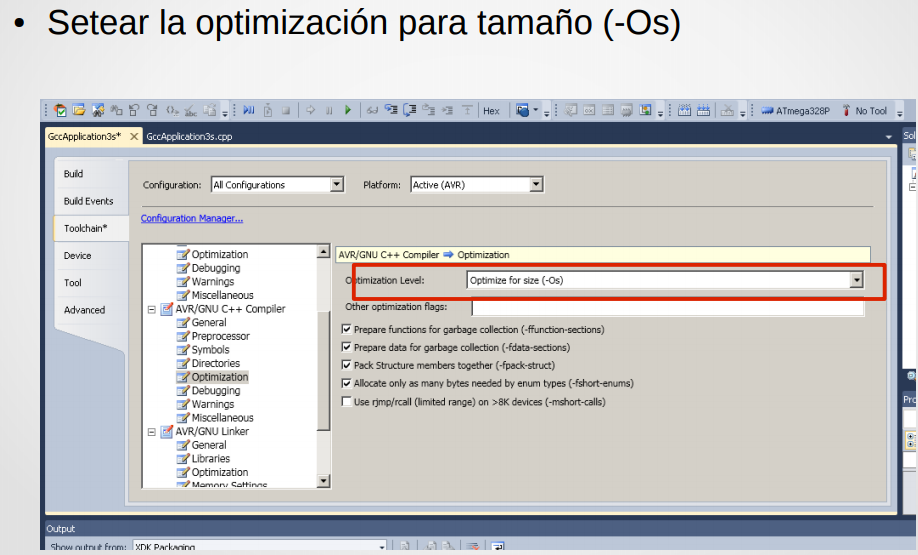 • Setear la optimización para tamaño (-Os)
Hex
ATmega328P
No Tool
GccApplication3s*
GccApplication3s.cpp
Sol
Build
Build Events
Toolchain*
Device
Tool
Advanced
Configuration: All Configurations
Platform: Active (AVR)
Configuration Manager...
Optimization
Debugging
Warnings
Miscellaneous
AVR/GNU C++ Compiler
General
Preprocessor
Symbols
Directories
Optimization
Debugging
Warnings
Miscellaneous
AVR/GNU Linker
General
Libraries
Optimization
Memory Settings
AVR/GNU C++ Compiler Optimization
Optimization Level: Optimize for size (-Os)
Other optimization flags:
Prepare functions for garbage collection (-ffunction-sections)
Prepare data for garbage collection (-fdata-sections)
Pack Structure members together (-fpack-struct)
Allocate only as many bytes needed by enum types (-fshort-enums)
Use rjmp/rcall (limited range) on >8K devices (-mshort-calls)
Pro
Output
Show output from: XDK Packaging